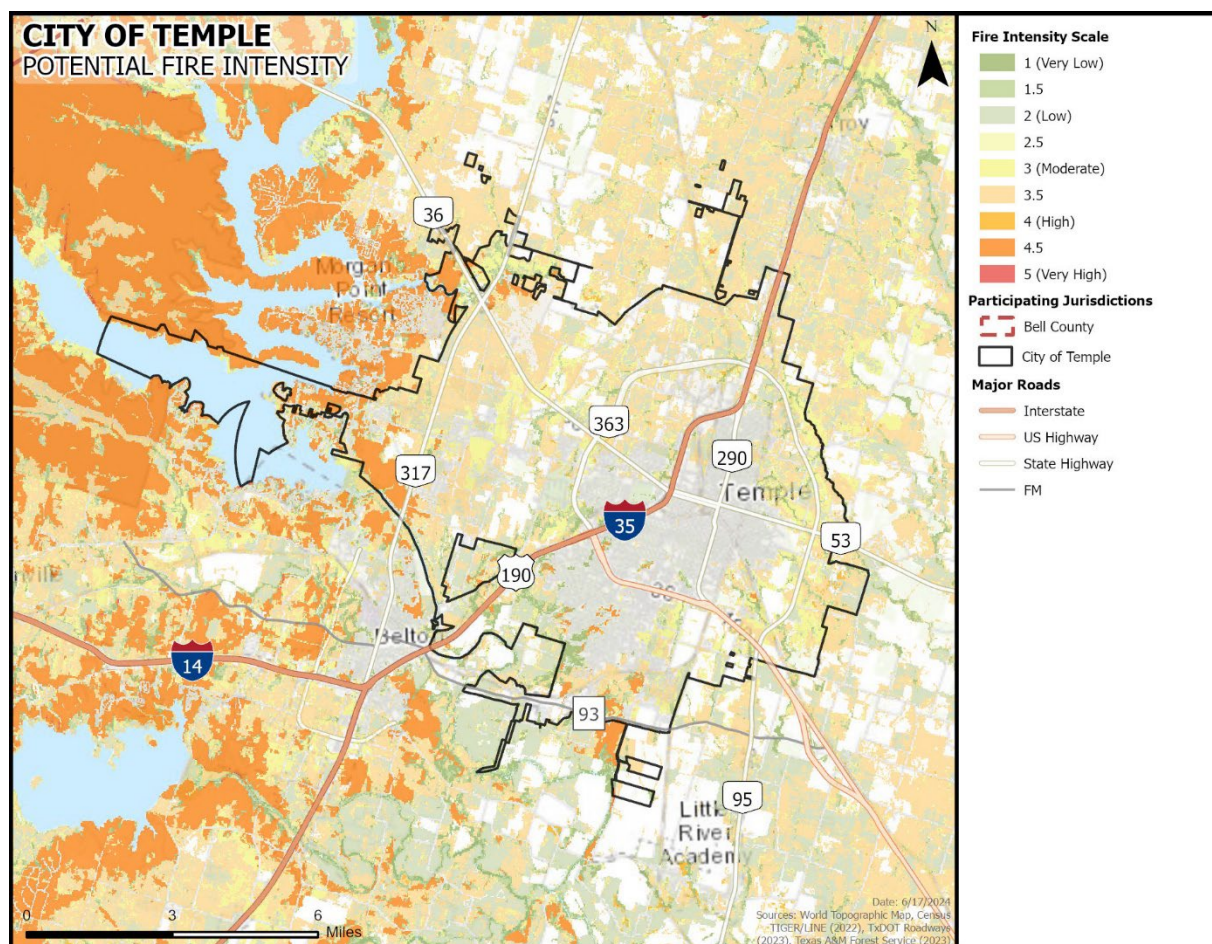 CITY OF TEMPLE
POTENTIAL FIRE INTENSITY
N
36
Morgan's
Point
Resort
363
317
290
Temple
35
53
190
Belto
14
93
95
Little
River
Academy
0 3 6
Miles
Date: 6/17/2024
Sources: World Topographic Map, Census
TIGER/LINE (2022), TxDOT Roadways
(2023), Texas A&M Forest Service (2023)
Fire Intensity Scale
1 (Very Low)
1.5
2 (Low)
2.5
3 (Moderate)
3.5
4 (High)
4.5
5 (Very High)
Participating Jurisdictions
Bell County
City of Temple
Major Roads
Interstate
US Highway
State Highway
FM